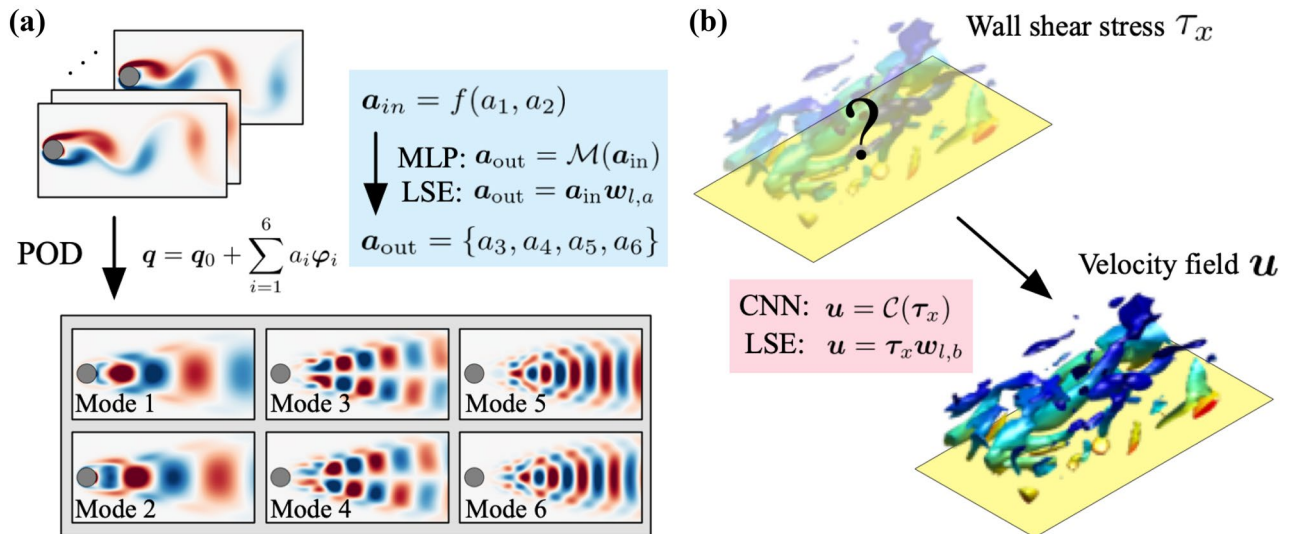 (a)
𝒂_in = f(a_1, a_2)
MLP: 𝒂_out = ℳ(𝒂_in)
LSE: 𝒂_out = 𝒂_in 𝒘_{l,a}
𝒂_out = {a_3, a_4, a_5, a_6}
POD
𝒒 = 𝒒_0 + ∑_{i=1}^{6} a_i 𝝋_i
Mode 1
Mode 3
Mode 5
Mode 2
Mode 4
Mode 6
(b)
Wall shear stress τ_x
?
Velocity field 𝒖
CNN: 𝒖 = 𝒞(𝝉_x)
LSE: 𝒖 = 𝝉_x 𝒘_{l,b}